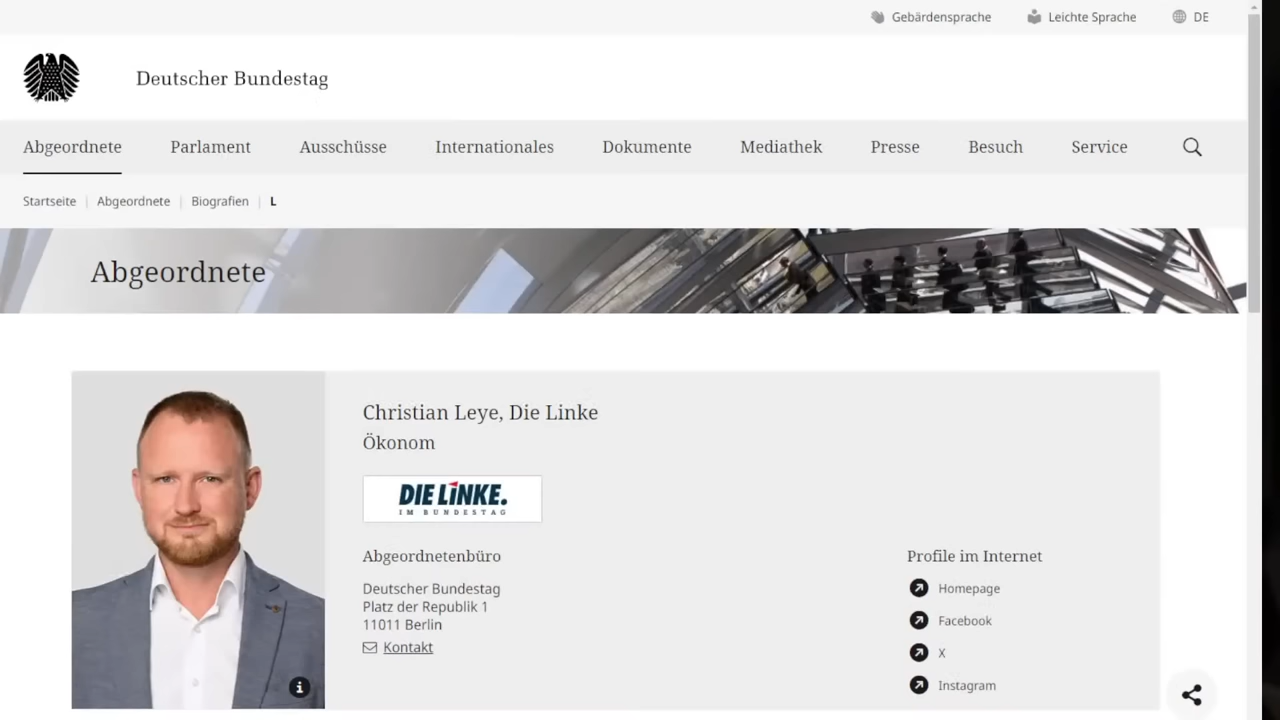 Gebärdensprache
Leichte Sprache
DE
Deutscher Bundestag
Abgeordnete
Parlament
Ausschüsse
Internationales
Dokumente
Mediathek
Presse
Besuch
Service
Startseite
Abgeordnete
Biografien
L
Abgeordnete
Christian Leye, Die Linke
Ökonom
DIE LiNKE.
IM BUNDESTAG
Abgeordnetenbüro
Deutscher Bundestag
Platz der Republik 1
11011 Berlin
Kontakt
Profile im Internet
Homepage
Facebook
X
Instagram